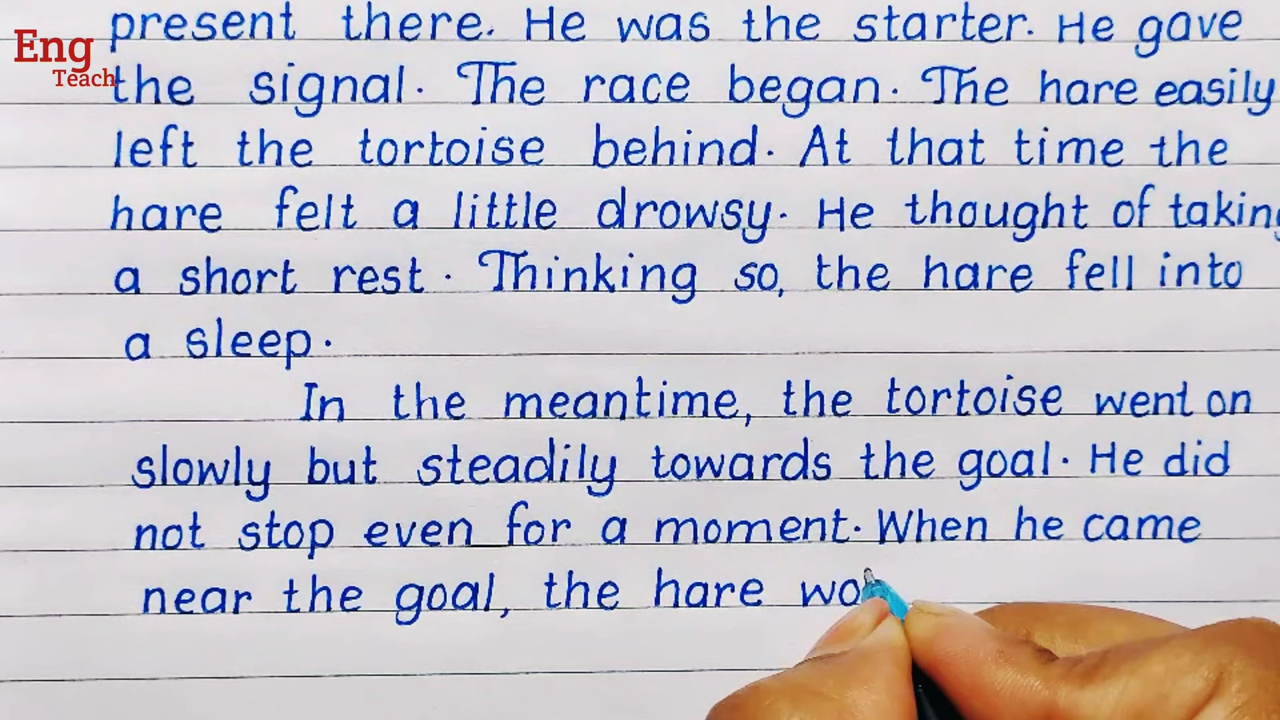 Eng
Teach
present there. He was the starter. He gave
the signal. The race began. The hare easily
left the tortoise behind. At that time the
hare felt a little drowsy. He thought of taking
a short rest. Thinking so, the hare fell into
a sleep.
In the meantime, the tortoise went on
slowly but steadily towards the goal. He did
not stop even for a moment. When he came
near the goal, the hare wo